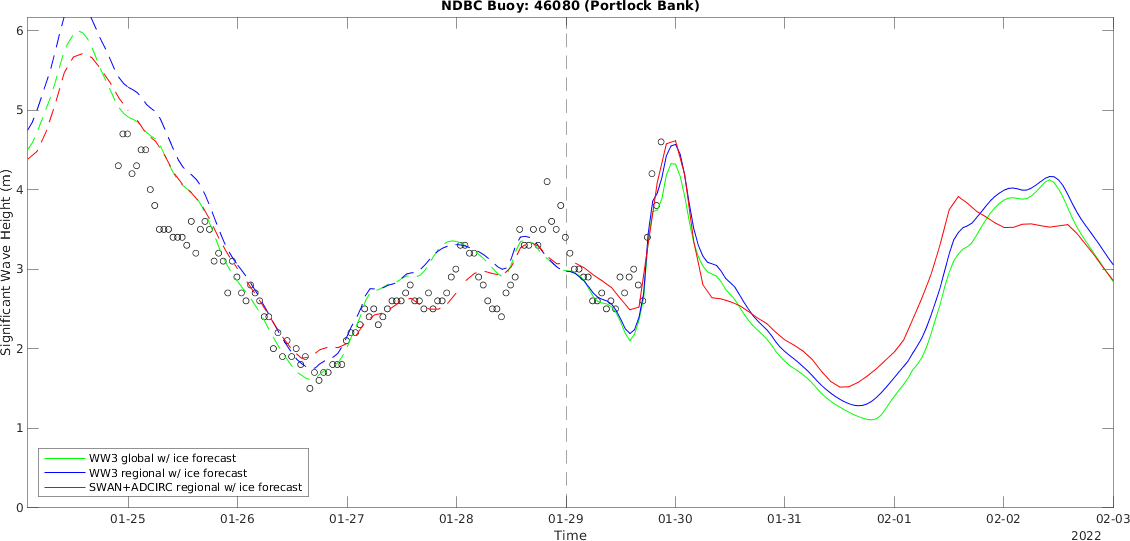 NDBC Buoy: 46080 (Portlock Bank)
Significant Wave Height (m)
6
5
4
3
2
1
0
WW3 global w/ ice forecast
WW3 regional w/ ice forecast
SWAN+ADCIRC regional w/ ice forecast
01-25 01-26 01-27 01-28 01-29 01-30 01-31 02-01 02-02 02-03
Time 2022